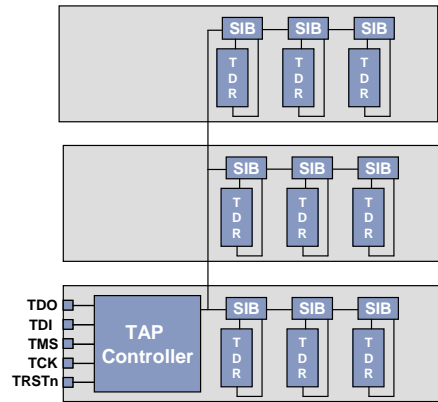 SIB SIB SIB
T D R T D R T D R
SIB SIB SIB
T D R T D R T D R
TDO
TDI
TMS
TCK
TRSTn
TAP
Controller
SIB SIB SIB
T D R T D R T D R